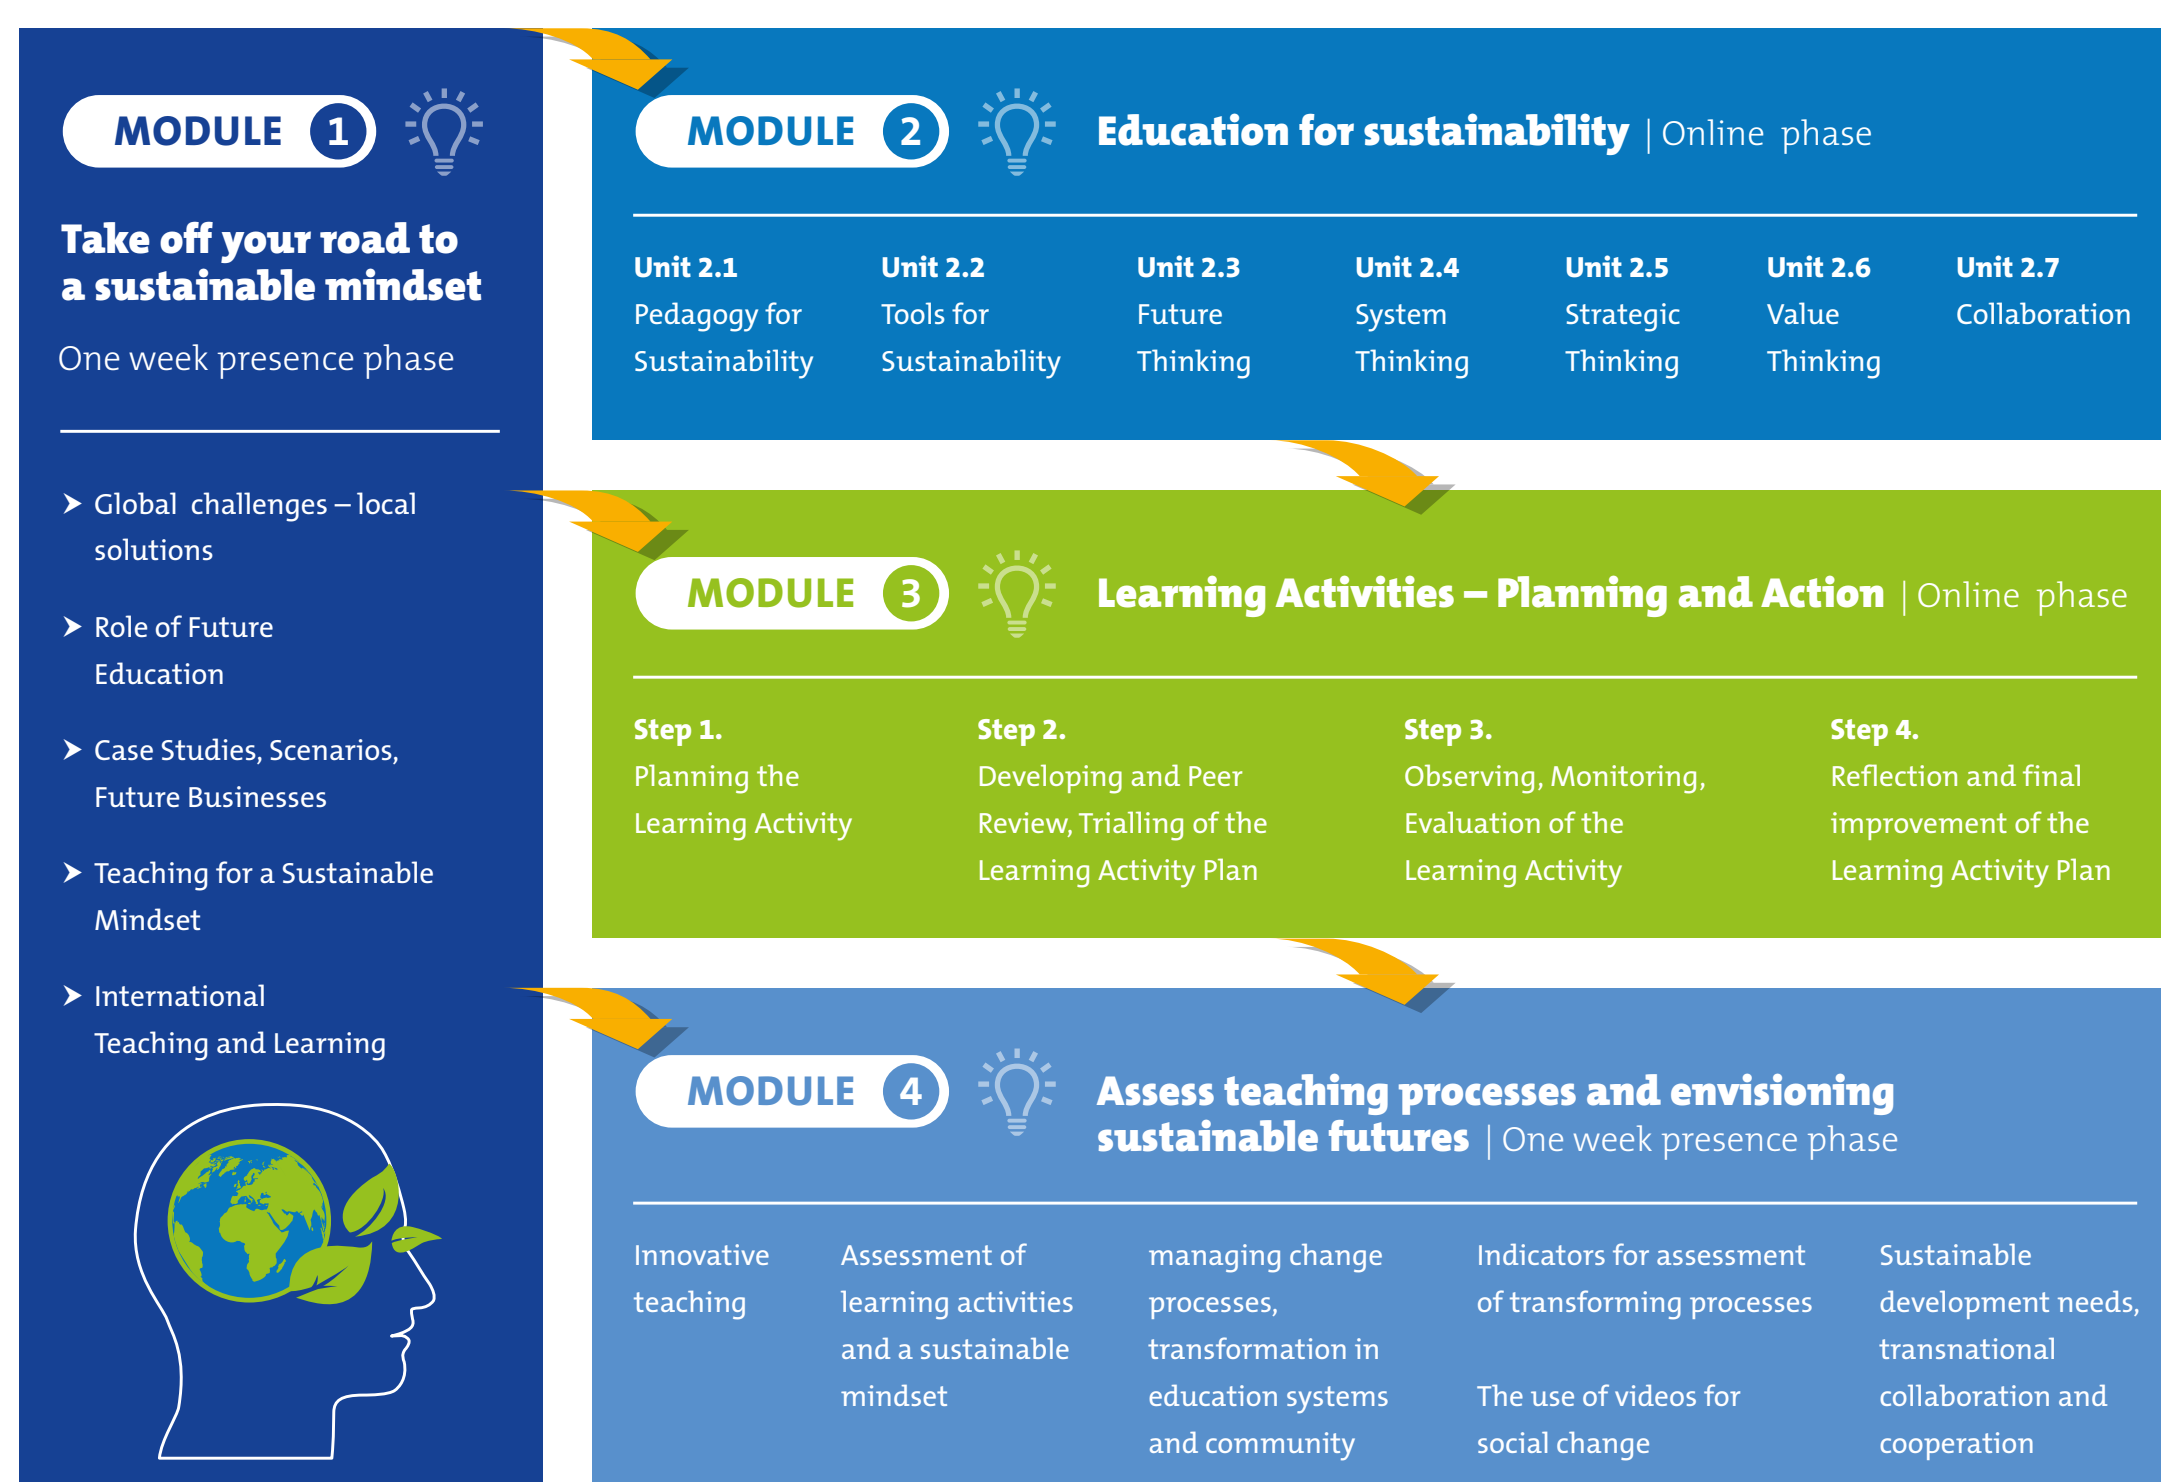 MODULE 1
Take off your road to
a sustainable mindset
One week presence phase
➤ Global challenges – local
solutions
➤ Role of Future
Education
➤ Case Studies, Scenarios,
Future Businesses
➤ Teaching for a Sustainable
Mindset
➤ International
Teaching and Learning
MODULE 2
Education for sustainability | Online phase
Unit 2.1
Pedagogy for
Sustainability
Unit 2.2
Tools for
Sustainability
Unit 2.3
Future
Thinking
Unit 2.4
System
Thinking
Unit 2.5
Strategic
Thinking
Unit 2.6
Value
Thinking
Unit 2.7
Collaboration
MODULE 3
Learning Activities – Planning and Action | Online phase
Step 1.
Planning the
Learning Activity
Step 2.
Developing and Peer
Review, Trialling of the
Learning Activity Plan
Step 3.
Observing, Monitoring,
Evaluation of the
Learning Activity
Step 4.
Reflection and final
improvement of the
Learning Activity Plan
MODULE 4
Assess teaching processes and envisioning
sustainable futures | One week presence phase
Innovative
teaching
Assessment of
learning activities
and a sustainable
mindset
managing change
processes,
transformation in
education systems
and community
Indicators for assessment
of transforming processes
The use of videos for
social change
Sustainable
development needs,
transnational
collaboration and
cooperation